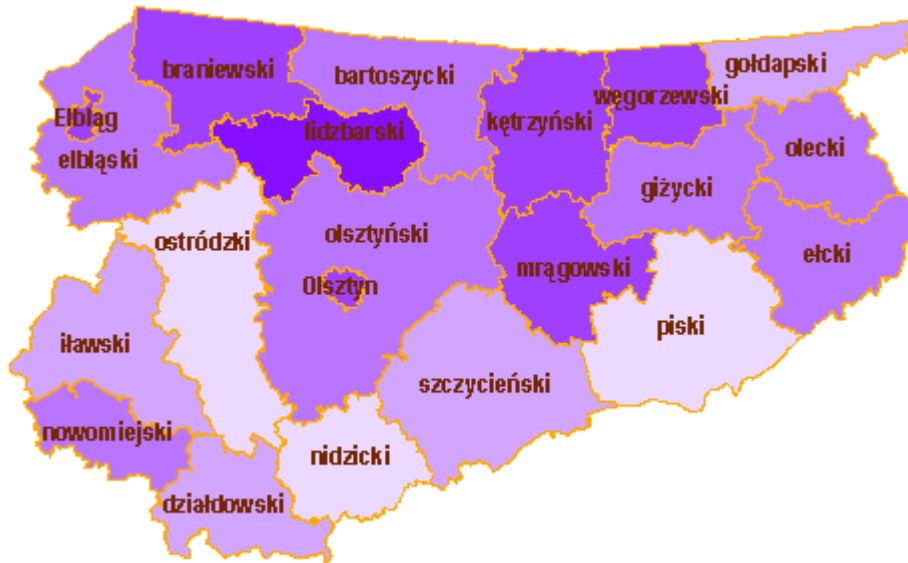 braniewski
bartoszycki
gołdapski
Elbląg
lidzbarski
kętrzyński
węgorzewski
elbląski
olecki
giżycki
ostródzki
olsztyński
mrągowski
ełcki
Olsztyn
iławski
piski
szczycieński
nowomiejski
nidzicki
działdowski